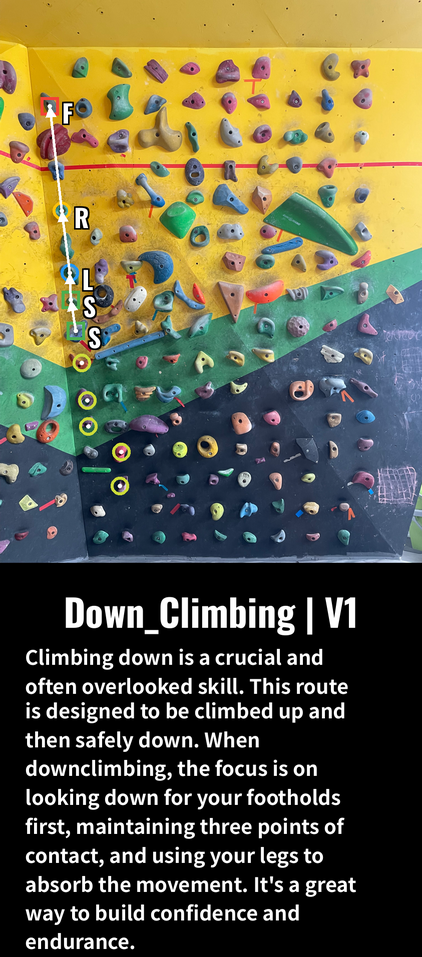 F
R
L
S
S
Down_Climbing | V1
Climbing down is a crucial and
often overlooked skill. This route
is designed to be climbed up and
then safely down. When
downclimbing, the focus is on
looking down for your footholds
first, maintaining three points of
contact, and using your legs to
absorb the movement. It's a great
way to build confidence and
endurance.